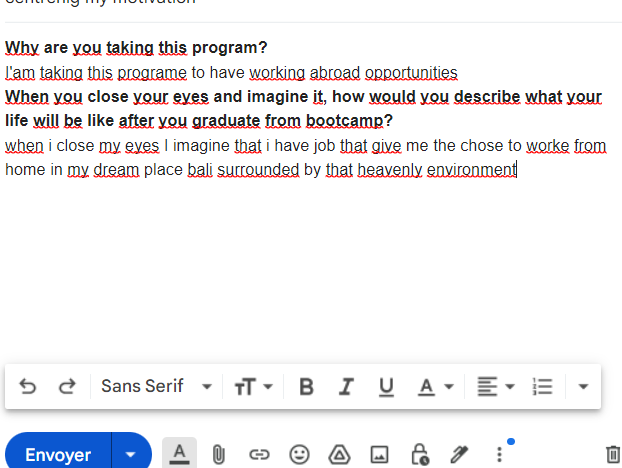 my motivation
Why are you taking this program?
I'am taking this programe to have working abroad opportunities
When you close your eyes and imagine it, how would you describe what your
life will be like after you graduate from bootcamp?
when i close my eyes I imagine that i have job that give me the chose to worke from
home in my dream place bali surrounded by that heavenly environment
Sans Serif
Envoyer